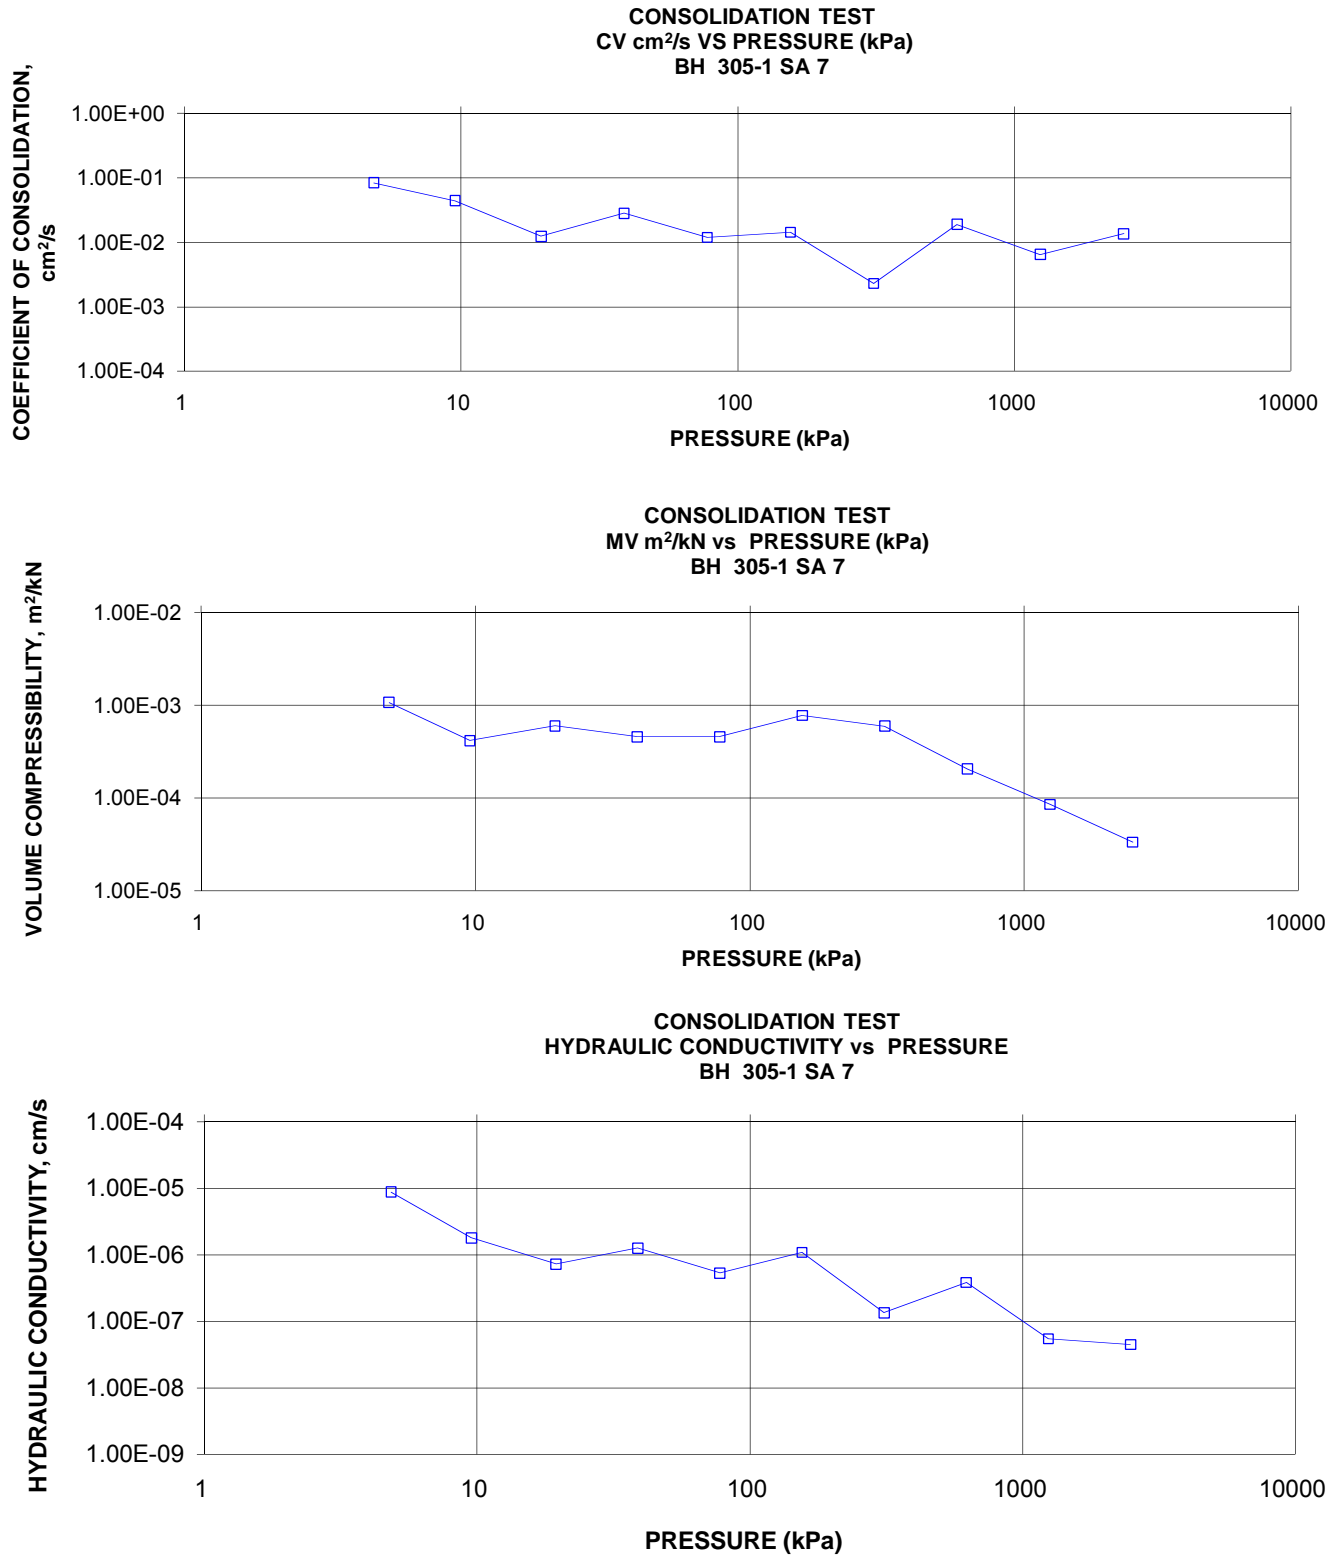 CONSOLIDATION TEST
CV cm²/s VS PRESSURE (kPa)
BH 305-1 SA 7
COEFFICIENT OF CONSOLIDATION,
cm²/s
1.00E+00
1.00E-01
1.00E-02
1.00E-03
1.00E-04
1 10 100 1000 10000
PRESSURE (kPa)
CONSOLIDATION TEST
MV m²/kN vs PRESSURE (kPa)
BH 305-1 SA 7
VOLUME COMPRESSIBILITY, m²/kN
1.00E-02
1.00E-03
1.00E-04
1.00E-05
1 10 100 1000 10000
PRESSURE (kPa)
CONSOLIDATION TEST
HYDRAULIC CONDUCTIVITY vs PRESSURE
BH 305-1 SA 7
HYDRAULIC CONDUCTIVITY, cm/s
1.00E-04
1.00E-05
1.00E-06
1.00E-07
1.00E-08
1.00E-09
1 10 100 1000 10000
PRESSURE (kPa)